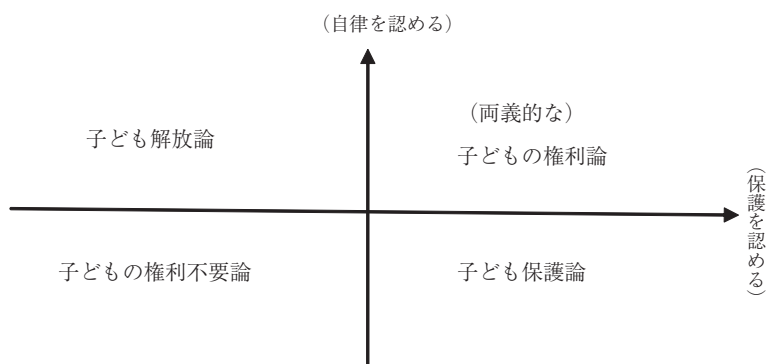 （自律を認める）
（両義的な）
子ども解放論
子どもの権利論
（保護を認める）
子どもの権利不要論
子ども保護論